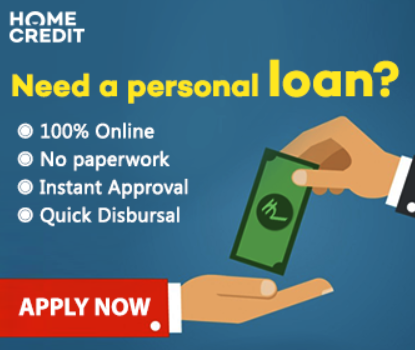 HOME
CREDIT
Need a personal loan?
100% Online
No paperwork
Instant Approval
Quick Disbursal
₹
APPLY NOW